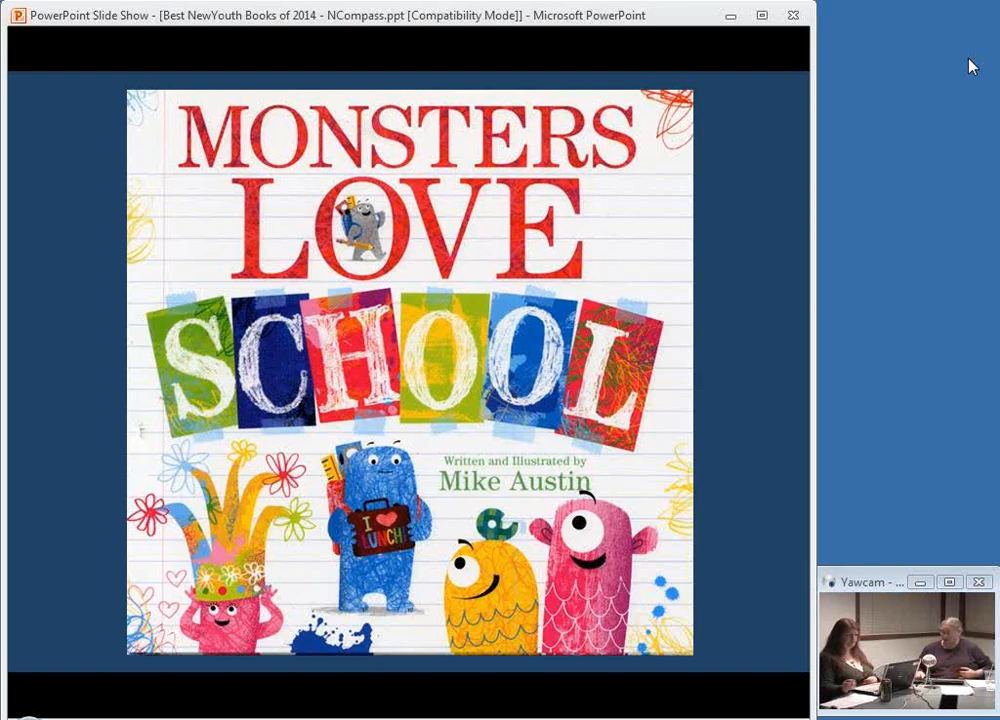 PowerPoint Slide Show - [Best NewYouth Books of 2014 - NCompass.ppt [Compatibility Mode]] - Microsoft PowerPoint
MONSTERS
LOVE
SCHOOL
Written and Illustrated by
Mike Austin
I
LUNCH!
Yawcam - ...